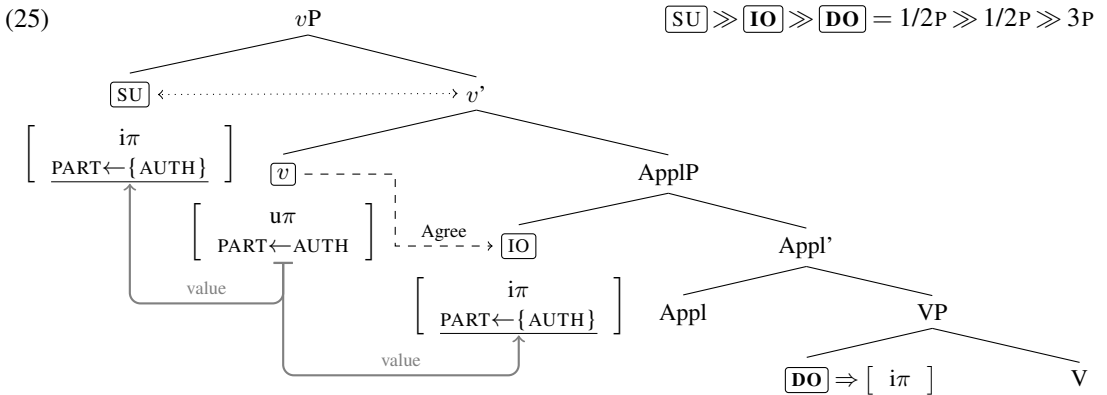 (25) vP SU ≫ IO ≫ DO = 1/2P ≫ 1/2P ≫ 3P
SU v'
[ iπ PART←{AUTH} ]
v ApplP
[ uπ PART←AUTH ]
Agree IO Appl'
value
[ iπ PART←{AUTH} ]
Appl VP
value
DO ⇒ [ iπ ] V